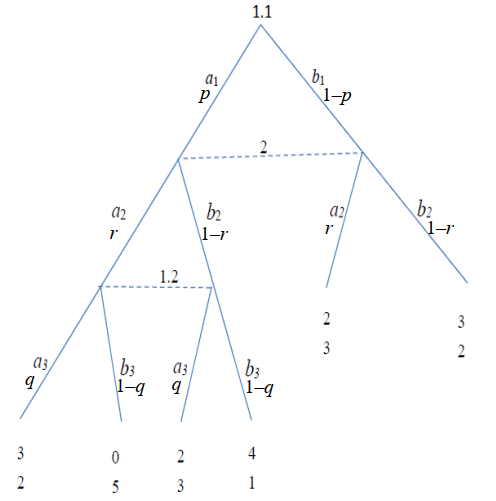 1.1
a1 b1
p 1–p
2
a2 b2 a2 b2
r 1–r r 1–r
1.2
2 3
3 2
a3 b3 a3 b3
q 1–q q 1–q
3 0 2 4
2 5 3 1